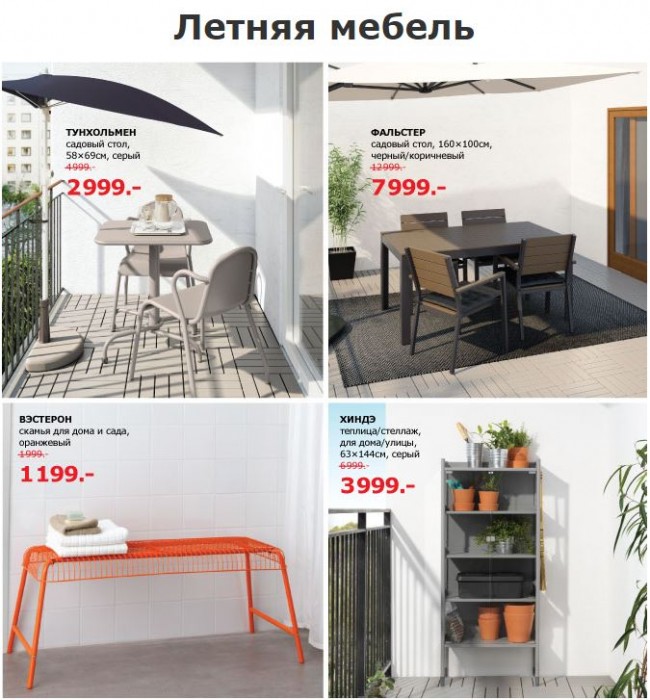 Летняя мебель
ТУНХОЛЬМЕН
садовый стол,
58×69см, серый
4999.-
2999.–
ФАЛЬСТЕР
садовый стол, 160×100см,
черный/коричневый
12999.-
7999.–
ВЭСТЕРОН
скамья для дома и сада,
оранжевый
1999.-
1199.–
ХИНДЭ
теплица/стеллаж,
для дома/улицы,
63×144см, серый
6999.-
3999.–